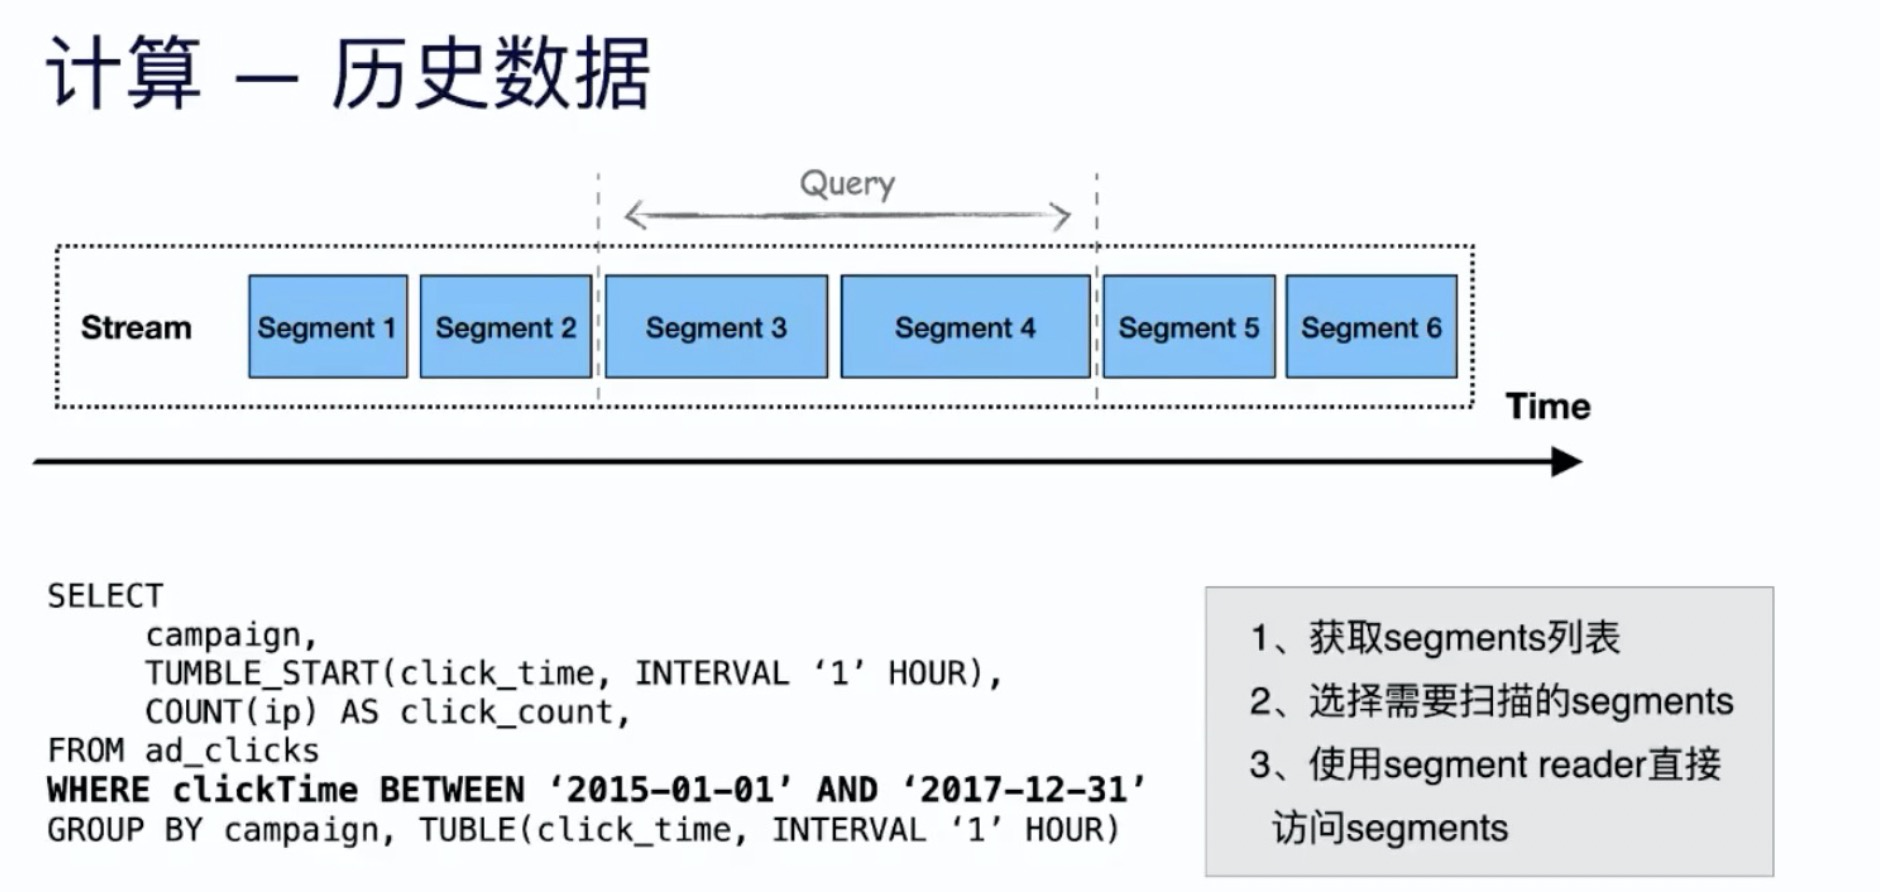 计算 — 历史数据
Query
Stream
Segment 1
Segment 2
Segment 3
Segment 4
Segment 5
Segment 6
Time
SELECT
campaign,
TUMBLE_START(click_time, INTERVAL ‘1’ HOUR),
COUNT(ip) AS click_count,
FROM ad_clicks
WHERE clickTime BETWEEN ‘2015-01-01’ AND ‘2017-12-31’
GROUP BY campaign, TUBLE(click_time, INTERVAL ‘1’ HOUR)
1、获取segments列表
2、选择需要扫描的segments
3、使用segment reader直接
访问segments